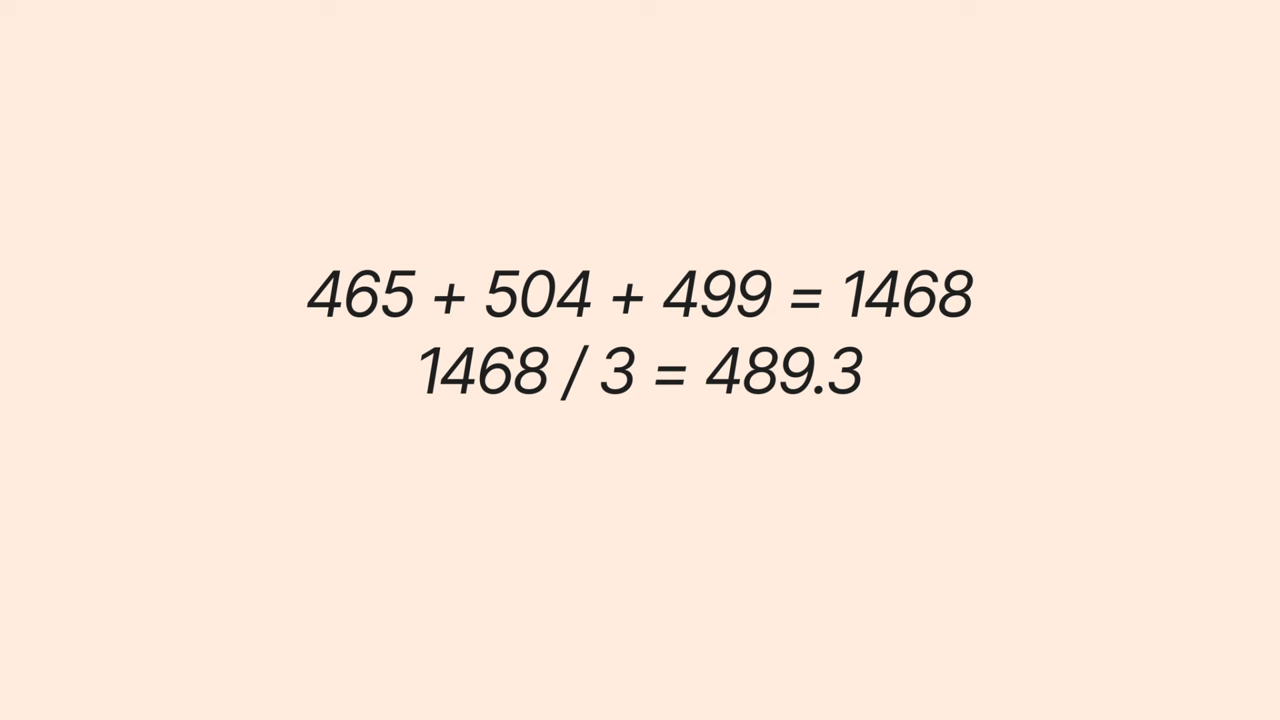 465 + 504 + 499 = 1468
1468 / 3 = 489.3